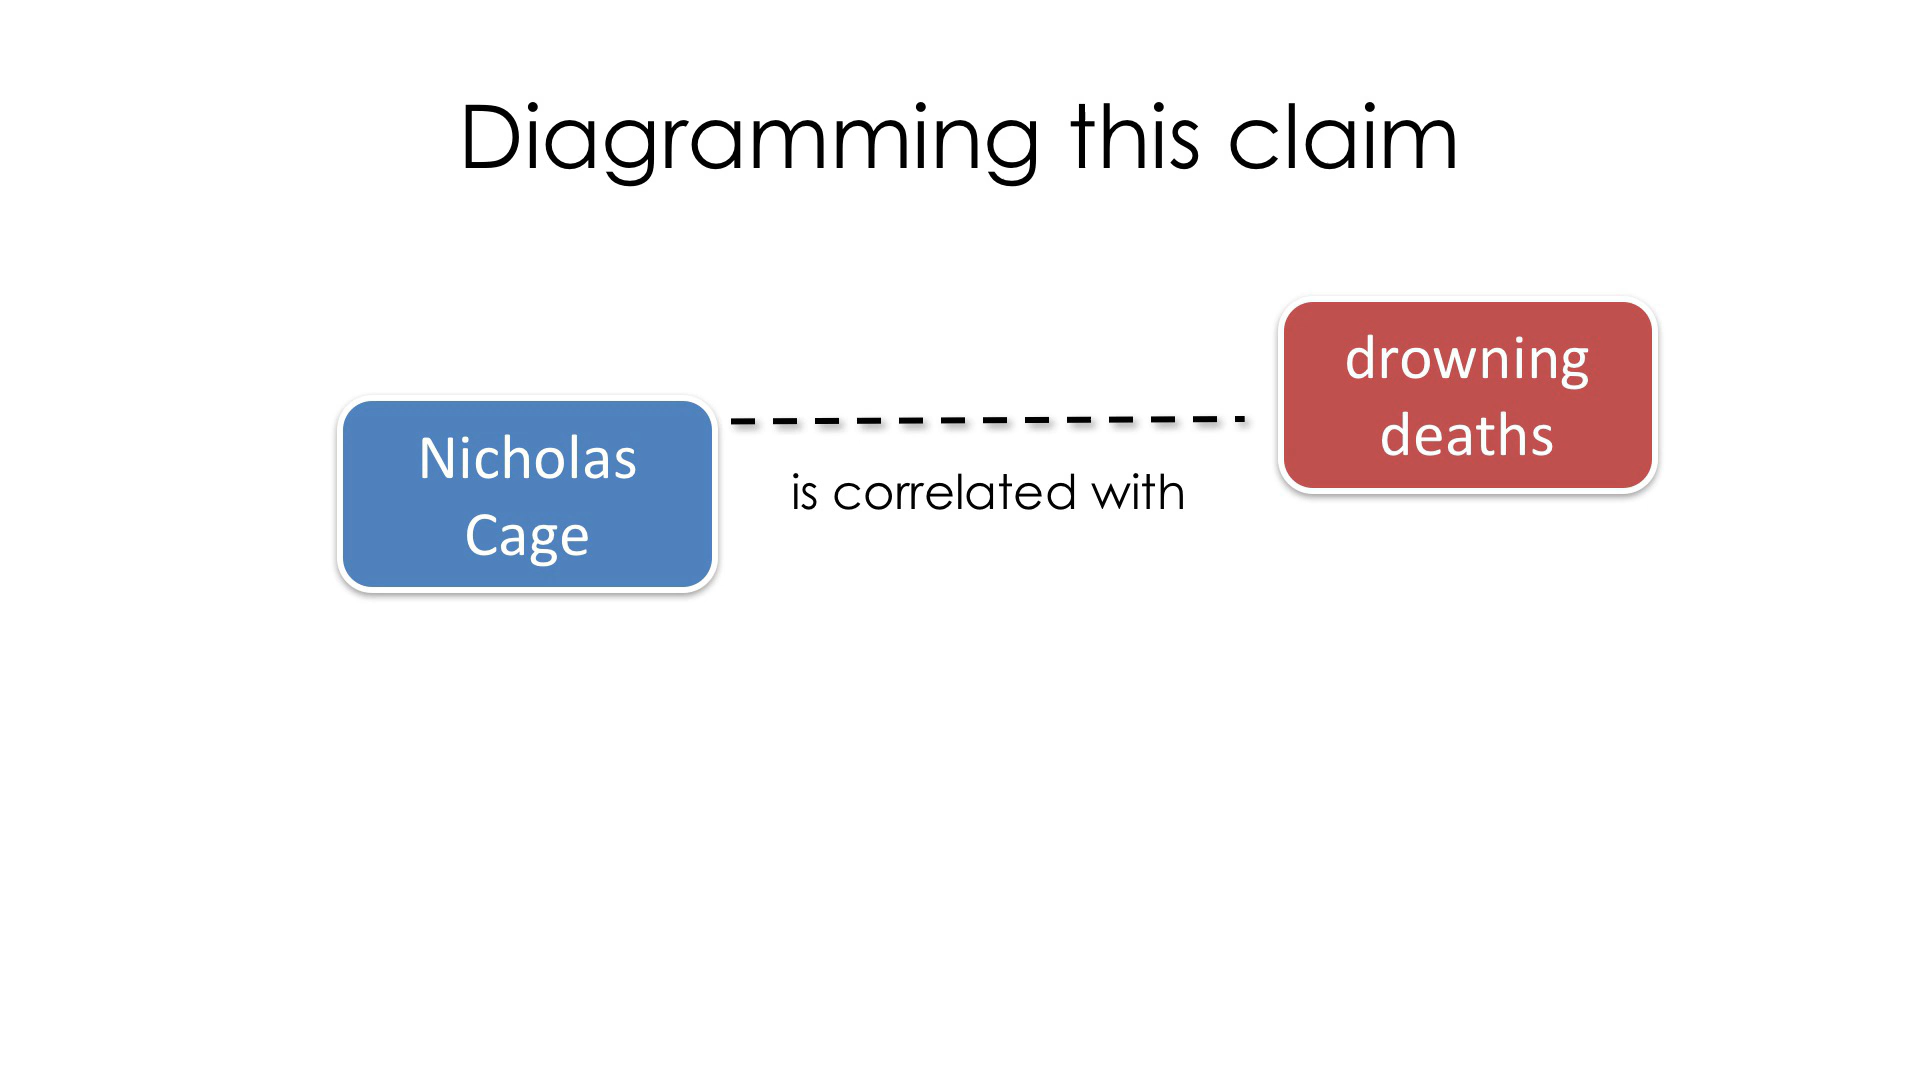 Diagramming this claim
Nicholas
Cage
is correlated with
drowning
deaths